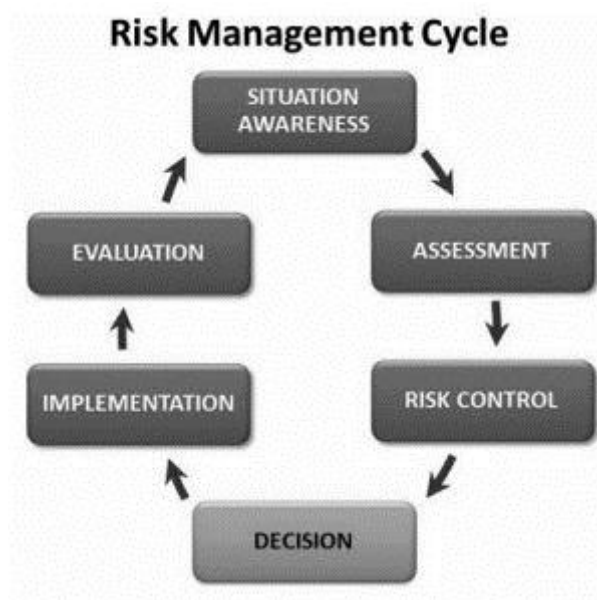 Risk Management Cycle
SITUATION
AWARENESS
ASSESSMENT
RISK CONTROL
DECISION
IMPLEMENTATION
EVALUATION